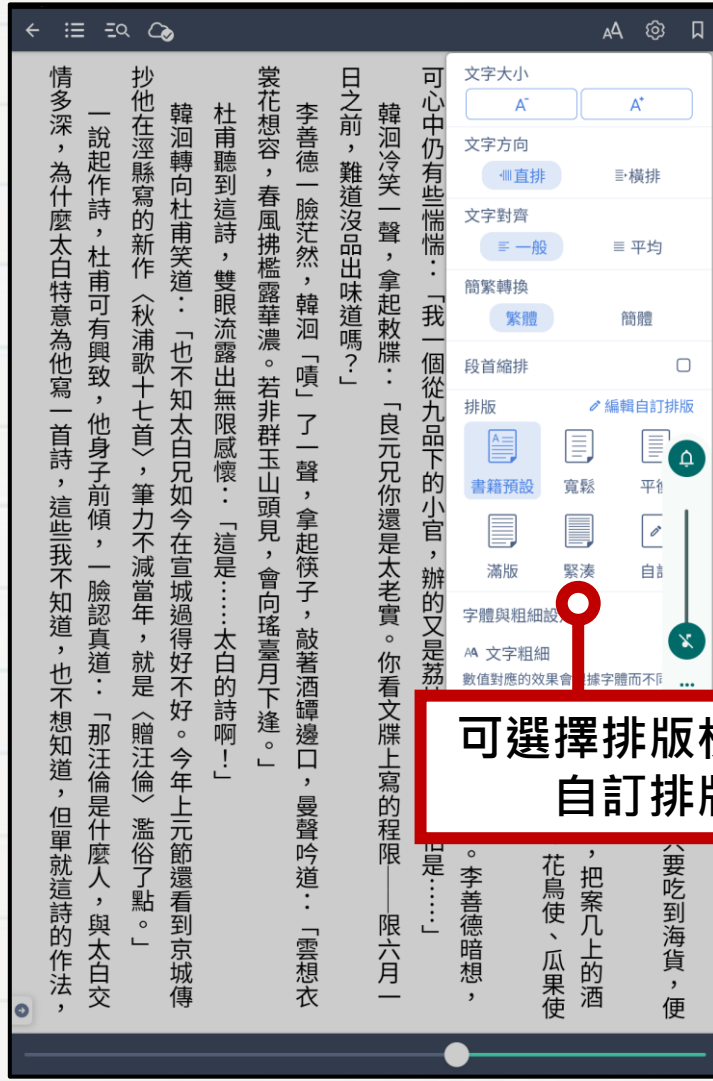 AA
文字大小
A-
A+
文字方向
直排
橫排
文字對齊
一般
平均
簡繁轉換
繁體
簡體
段首縮排
排版
編輯自訂排版
書籍預設
寬鬆
平
滿版
緊湊
自
字體與粗細設
AA 文字粗細
數值對應的效果會根據字體而不同
可選擇排版
自訂排
要吃到海貨，便
，把案几上的酒
花鳥使、瓜果使
。李善德暗想，
可心中仍有些惴惴：「我一個從九品下的小官，辦的又是荔 是……」
韓洄冷笑一聲，拿起敕牒：「良元兄你還是太老實。你看文牒上寫的程限——限六月一
日之前，難道沒品出味道嗎？」
李善德一臉茫然，韓洄「嘖」了一聲，拿起筷子，敲著酒罈邊口，曼聲吟道：「雲想衣
裳花想容，春風拂檻露華濃。若非群玉山頭見，會向瑤臺月下逢。」
杜甫聽到這詩，雙眼流露出無限感懷：「這是……太白的詩啊！」
韓洄轉向杜甫笑道：「也不知太白兄如今在宣城過得好不好。今年上元節還看到京城傳
抄他在涇縣寫的新作〈秋浦歌十七首〉，筆力不減當年，就是〈贈汪倫〉濫俗了點。」
一說起作詩，杜甫可有興致，他身子前傾，一臉認真道：「那汪倫是什麼人，與太白交
情多深，為什麼太白特意為他寫一首詩，這些我不知道，也不想知道，但單就這詩的作法，